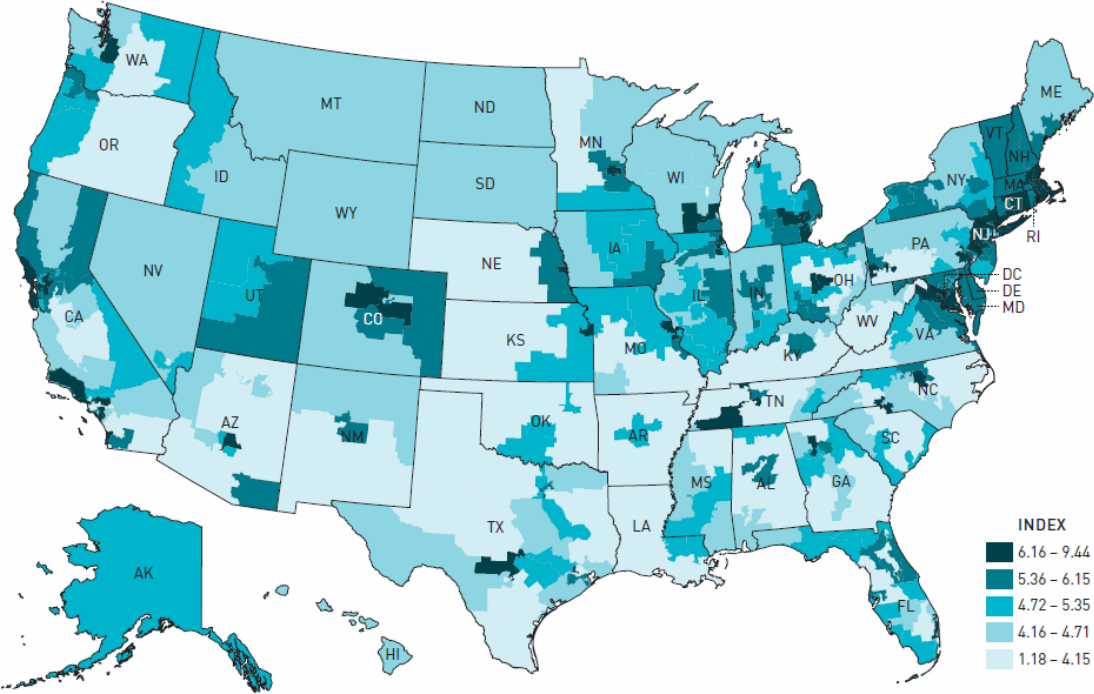 WA
MT
ND
MN
ME
VT
NH
OR
ID
SD
WI
NY
MA
CT
WY
RI
IA
NE
PA
NJ
NV
UT
CO
IL
IN
OH
DC
DE
MD
CA
KS
MO
WV
VA
KY
NC
AZ
NM
OK
AR
TN
SC
MS
AL
GA
TX
LA
INDEX
6.16 – 9.44
5.36 – 6.15
4.72 – 5.35
4.16 – 4.71
1.18 – 4.15
AK
FL
HI